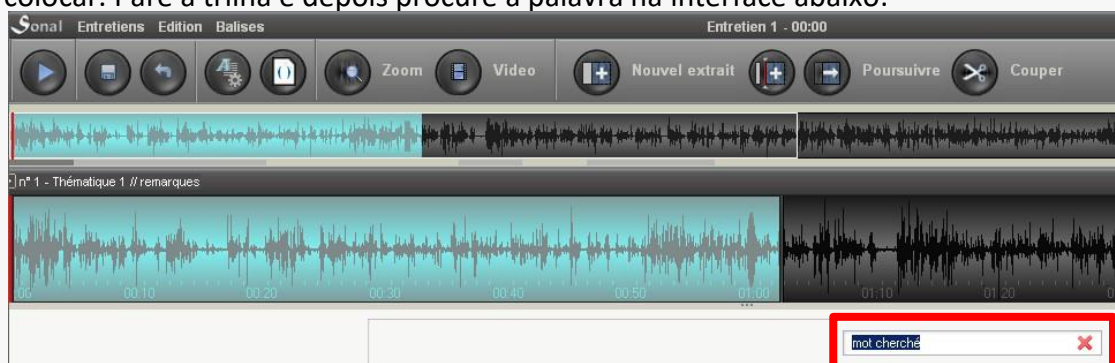 colocar. Pare a trilha e depois procure a palavra na interface abaixo:
Sonal Entretiens Edition Balises Entretien 1 - 00:00
Zoom Video Nouvel extrait Poursuivre Couper
n° 1 - Thématique 1 // remarques
00:10 00:20 00:30 00:40 00:50 01:00 01:10 01:20
mot cherché